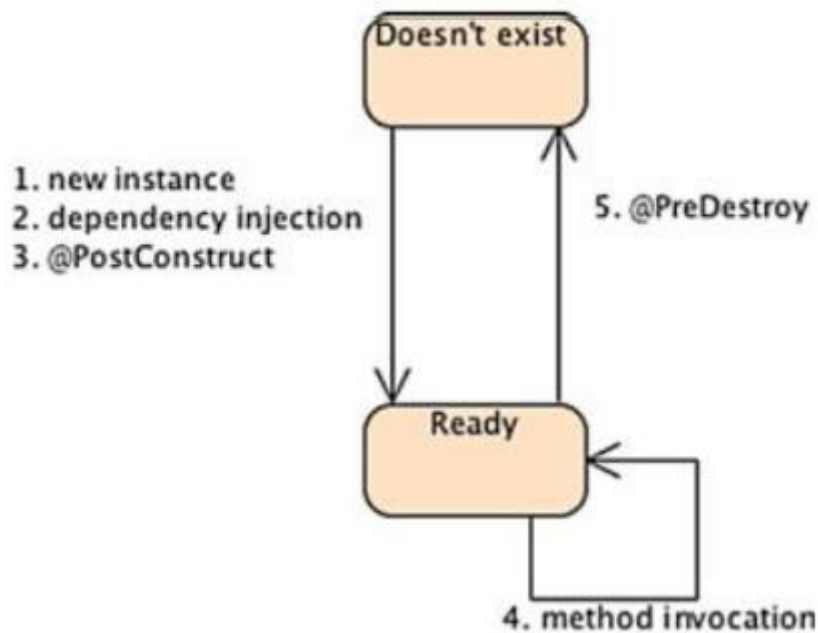 Doesn't exist
1. new instance
2. dependency injection
3. @PostConstruct
5. @PreDestroy
Ready
4. method invocation